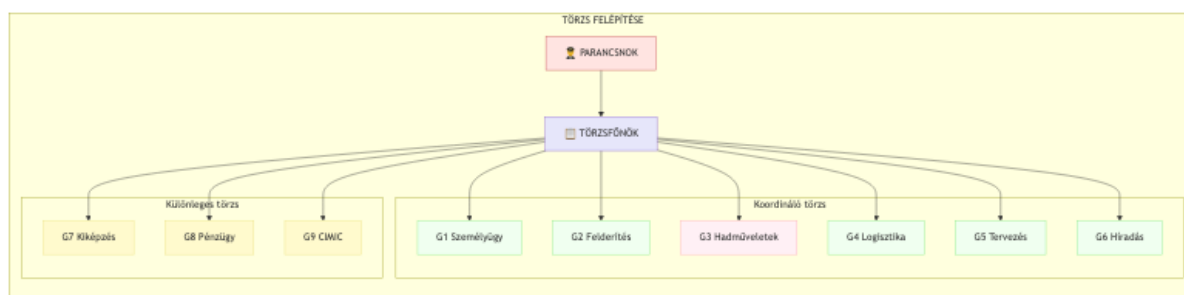 TÖRZS FELÉPÍTÉSE
PARANCSNOK
TÖRZSFŐNÖK
Különleges törzs
G7 Kiképzés
G8 Pénzügy
G9 CIMIC
Koordináló törzs
G1 Személyügy
G2 Felderítés
G3 Hadműveletek
G4 Logisztika
G5 Tervezés
G6 Híradás